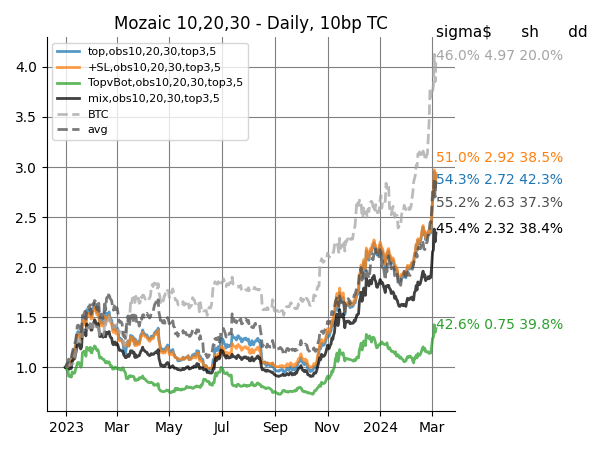 Mozaic 10,20,30 - Daily, 10bp TC
sigma$ sh dd
top,obs10,20,30,top3,5
+SL,obs10,20,30,top3,5
TopvBot,obs10,20,30,top3,5
mix,obs10,20,30,top3,5
BTC
avg
46.0% 4.97 20.0%
51.0% 2.92 38.5%
54.3% 2.72 42.3%
55.2% 2.63 37.3%
45.4% 2.32 38.4%
42.6% 0.75 39.8%
4.0
3.5
3.0
2.5
2.0
1.5
1.0
2023 Mar May Jul Sep Nov 2024 Mar